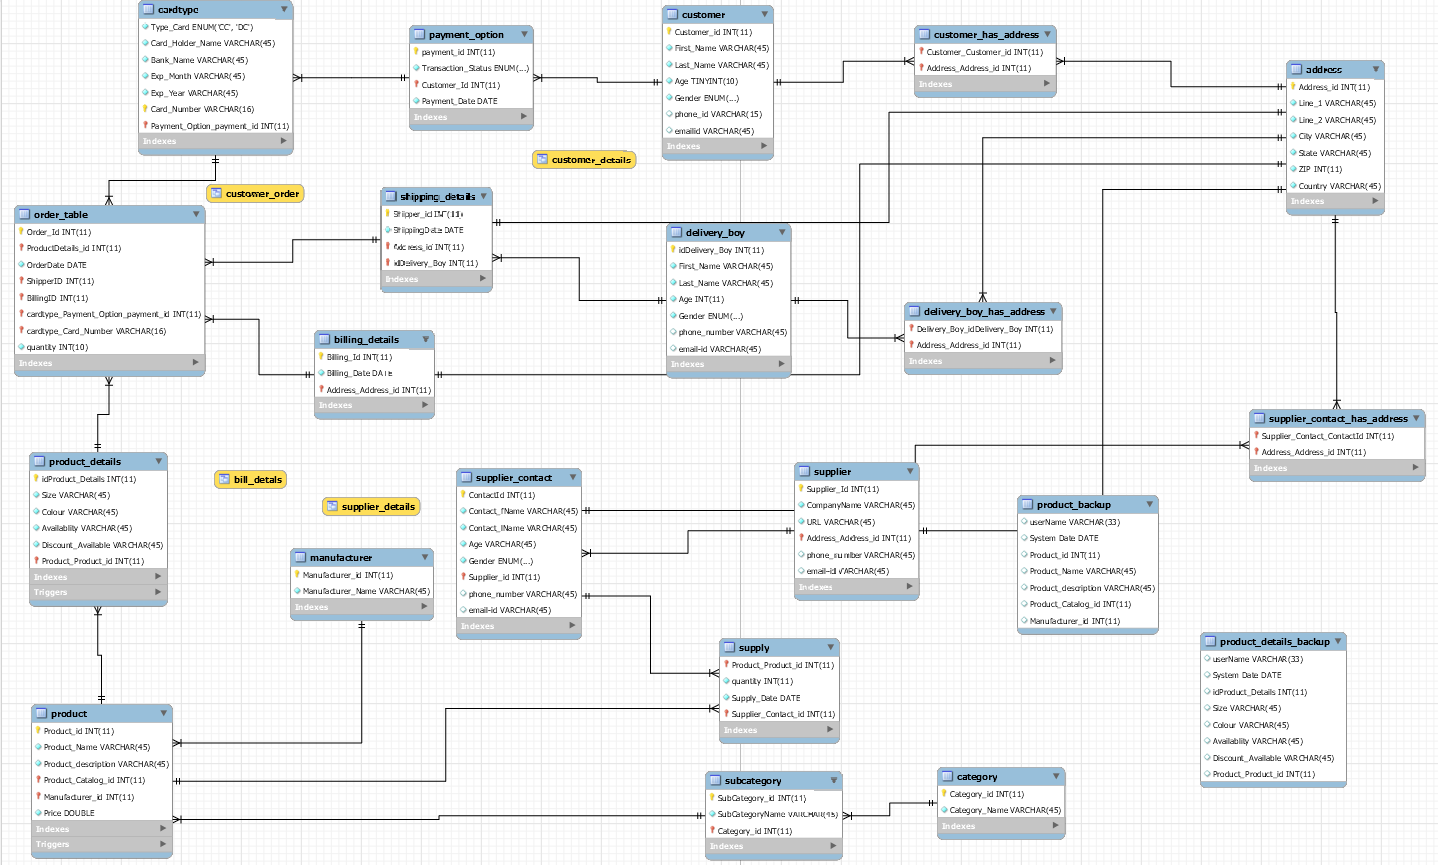 cardtype
Type_Card ENUM('CC', 'DC')
Card_Holder_Name VARCHAR(45)
Bank_Name VARCHAR(45)
Exp_Month VARCHAR(45)
Exp_Year VARCHAR(45)
Card_Number VARCHAR(16)
Payment_Option_payment_id INT(11)
Indexes
payment_option
payment_id INT(11)
Transaction_Status ENUM(...)
Customer_Id INT(11)
Payment_Date DATE
Indexes
customer
Customer_id INT(11)
First_Name VARCHAR(45)
Last_Name VARCHAR(45)
Age TINYINT(10)
Gender ENUM(...)
phone_id VARCHAR(15)
emailid VARCHAR(45)
Indexes
customer_has_address
Customer_Customer_id INT(11)
Address_Address_id INT(11)
Indexes
address
Address_id INT(11)
Line_1 VARCHAR(45)
Line_2 VARCHAR(45)
City VARCHAR(45)
State VARCHAR(45)
ZIP INT(11)
Country VARCHAR(45)
Indexes
customer_details
customer_order
order_table
Order_Id INT(11)
ProductDetails_id INT(11)
OrderDate DATE
ShipperID INT(11)
BillingID INT(11)
cardtype_Payment_Option_payment_id INT(11)
cardtype_Card_Number VARCHAR(16)
quantity INT(10)
Indexes
shipping_details
Shipper_id INT(11)
ShippingDate DATE
Address_id INT(11)
idDelivery_Boy INT(11)
Indexes
delivery_boy
idDelivery_Boy INT(11)
First_Name VARCHAR(45)
Last_Name VARCHAR(45)
Age INT(11)
Gender ENUM(...)
phone_number VARCHAR(45)
email-id VARCHAR(45)
Indexes
delivery_boy_has_address
Delivery_Boy_idDelivery_Boy INT(11)
Address_Address_id INT(11)
Indexes
billing_details
Billing_Id INT(11)
Billing_Date DATE
Address_Address_id INT(11)
Indexes
supplier_contact_has_address
Supplier_Contact_ContactId INT(11)
Address_Address_id INT(11)
Indexes
product_details
idProduct_Details INT(11)
Size VARCHAR(45)
Colour VARCHAR(45)
Availablity VARCHAR(45)
Discount_Available VARCHAR(45)
Product_Product_id INT(11)
Indexes
Triggers
bill_detals
supplier_details
supplier_contact
ContactId INT(11)
Contact_fName VARCHAR(45)
Contact_lName VARCHAR(45)
Age VARCHAR(45)
Gender ENUM(...)
Supplier_id INT(11)
phone_number VARCHAR(45)
email-id VARCHAR(45)
Indexes
supplier
Supplier_Id INT(11)
CompanyName VARCHAR(45)
URL VARCHAR(45)
Address_Address_id INT(11)
phone_number VARCHAR(45)
email-id VARCHAR(45)
Indexes
product_backup
userName VARCHAR(33)
System Date DATE
Product_id INT(11)
Product_Name VARCHAR(45)
Product_description VARCHAR(45)
Product_Catalog_id INT(11)
Manufacturer_id INT(11)
manufacturer
Manufacturer_id INT(11)
Manufacturer_Name VARCHAR(45)
Indexes
supply
Product_Product_id INT(11)
quantity INT(11)
Supply_Date DATE
Supplier_Contact_id INT(11)
Indexes
product_details_backup
userName VARCHAR(33)
System Date DATE
idProduct_Details INT(11)
Size VARCHAR(45)
Colour VARCHAR(45)
Availablity VARCHAR(45)
Discount_Available VARCHAR(45)
Product_Product_id INT(11)
product
Product_id INT(11)
Product_Name VARCHAR(45)
Product_description VARCHAR(45)
Product_Catalog_id INT(11)
Manufacturer_id INT(11)
Price DOUBLE
Indexes
Triggers
subcategory
SubCategory_id INT(11)
SubCategoryName VARCHAR(45)
Category_id INT(11)
Indexes
category
Category_id INT(11)
Category_Name VARCHAR(45)
Indexes